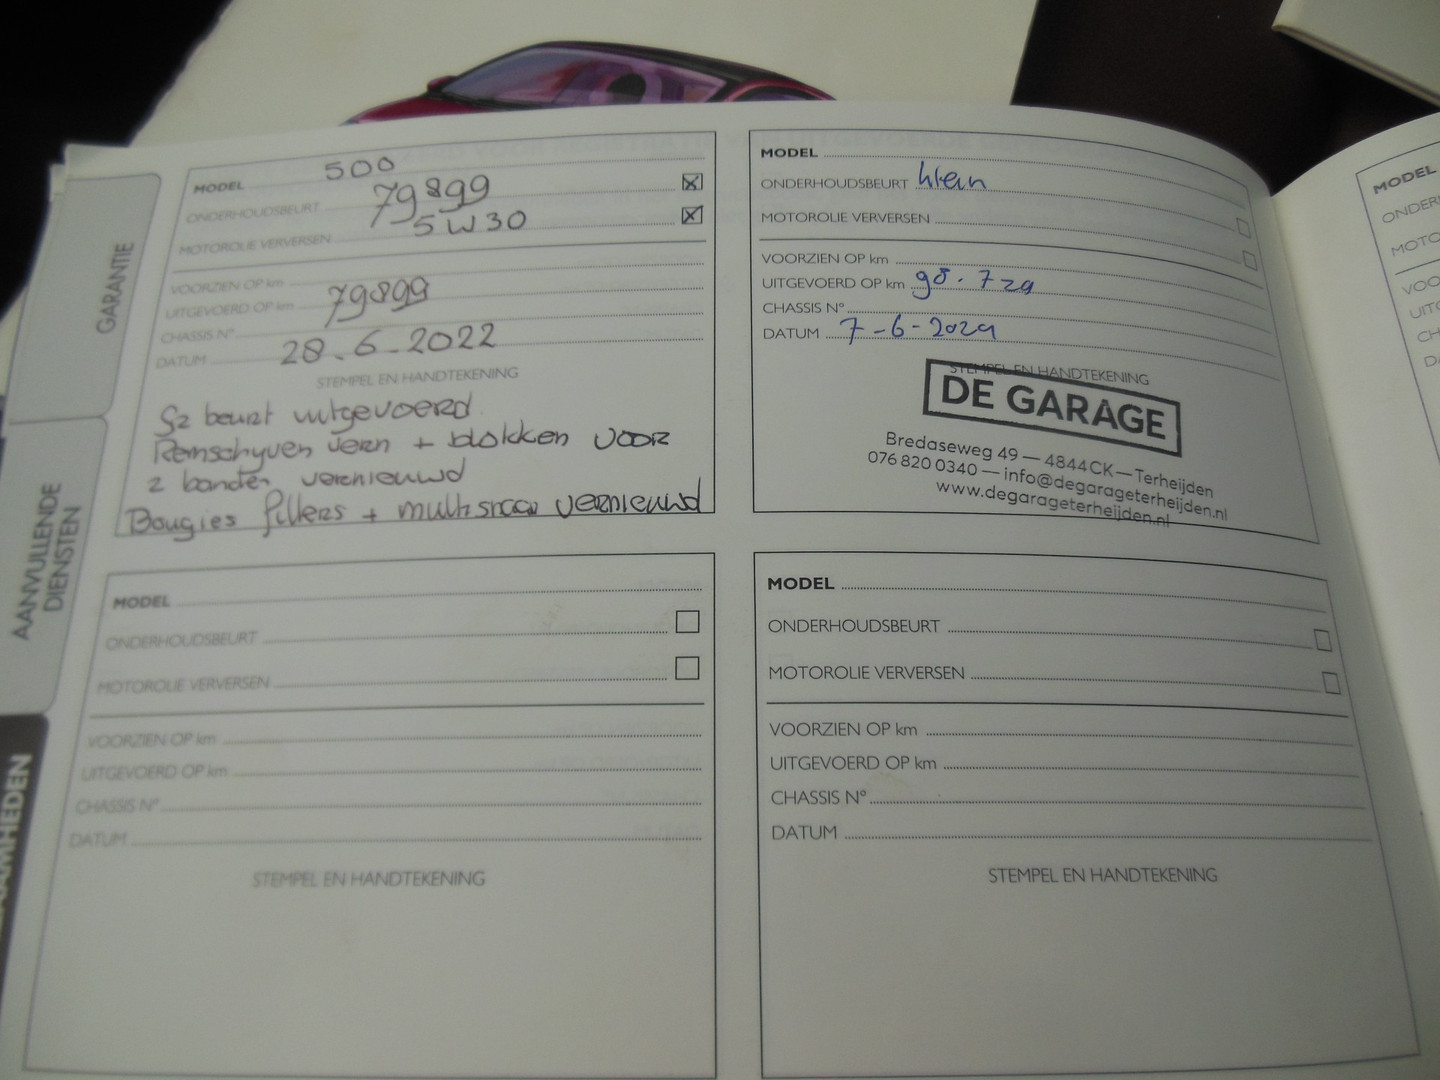 GARANTIE
AANVULLENDE
DIENSTEN
MODEL 500
ONDERHOUDSBEURT 79899
MOTOROLIE VERVERSEN 5W30
VOORZIEN OP km
UITGEVOERD OP km 79899
CHASSIS N°
DATUM 28-6-2022
STEMPEL EN HANDTEKENING
beurt uitgevoerd
Remschyven vern + blokken VOOR
2 banden vernieuwd
Bougies filters + multisnaar vernieuwd
MODEL
ONDERHOUDSBEURT klein
MOTOROLIE VERVERSEN
VOORZIEN OP km
UITGEVOERD OP km 98.729
CHASSIS N°
DATUM 7-6-2024
STEMPEL EN HANDTEKENING
DE GARAGE
Bredaseweg 49 — 4844CK — Terheijden
076 820 0340 — info@degarageterheijden.nl
www.degarageterheijden.nl
MODEL
ONDERHOUDSBEURT
MOTOROLIE VERVERSEN
VOORZIEN OP km
UITGEVOERD OP km
CHASSIS N°
DATUM
STEMPEL EN HANDTEKENING
MODEL
ONDERHOUDSBEURT
MOTOROLIE VERVERSEN
VOORZIEN OP km
UITGEVOERD OP km
CHASSIS N°
DATUM
STEMPEL EN HANDTEKENING
MODEL